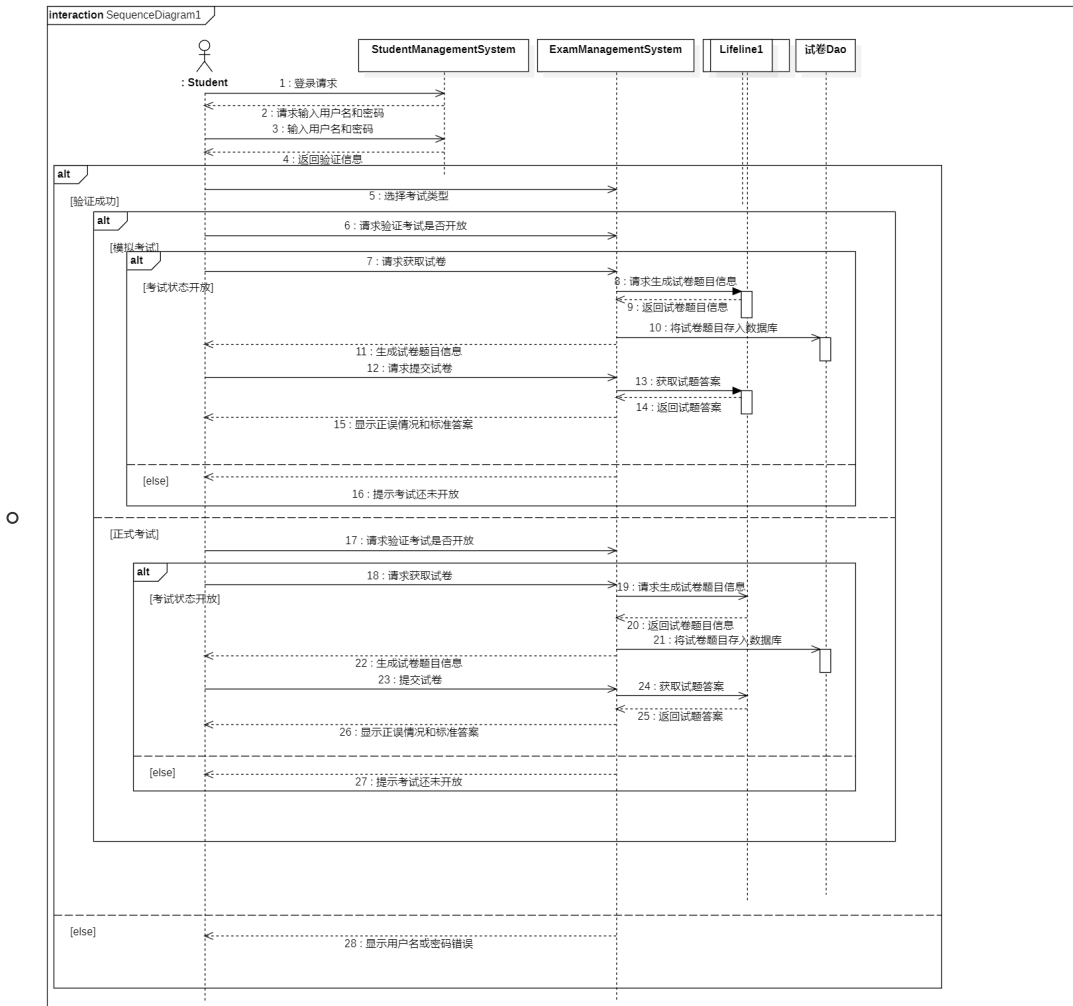 interaction SequenceDiagram1
StudentManagementSystem
ExamManagementSystem
Lifeline1
试卷Dao
: Student
1 : 登录请求
2 : 请求输入用户名和密码
3 : 输入用户名和密码
4 : 返回验证信息
alt
5 : 选择考试类型
[验证成功]
alt
6 : 请求验证考试是否开放
[模拟考试]
alt
7 : 请求获取试卷
8 : 请求生成试卷题目信息
[考试状态开放]
9 : 返回试卷题目信息
10 : 将试卷题目存入数据库
11 : 生成试卷题目信息
12 : 请求提交试卷
13 : 获取试题答案
14 : 返回试题答案
15 : 显示正误情况和标准答案
[else]
16 : 提示考试还未开放
[正式考试]
17 : 请求验证考试是否开放
alt
18 : 请求获取试卷
19 : 请求生成试卷题目信息
[考试状态开放]
20 : 返回试卷题目信息
21 : 将试卷题目存入数据库
22 : 生成试卷题目信息
23 : 提交试卷
24 : 获取试题答案
25 : 返回试题答案
26 : 显示正误情况和标准答案
[else]
27 : 提示考试还未开放
[else]
28 : 显示用户名或密码错误